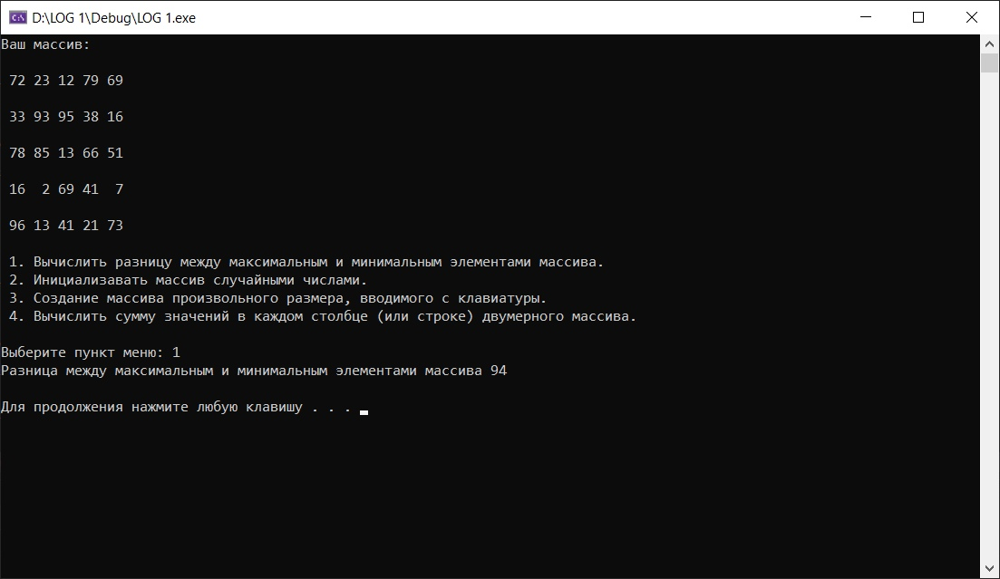 D:\LOG 1\Debug\LOG 1.exe
Ваш массив:
72 23 12 79 69
33 93 95 38 16
78 85 13 66 51
16 2 69 41 7
96 13 41 21 73
1. Вычислить разницу между максимальным и минимальным элементами массива.
2. Инициализавать массив случайными числами.
3. Создание массива произвольного размера, вводимого с клавиатуры.
4. Вычислить сумму значений в каждом столбце (или строке) двумерного массива.
Выберите пункт меню: 1
Разница между максимальным и минимальным элементами массива 94
Для продолжения нажмите любую клавишу . . .